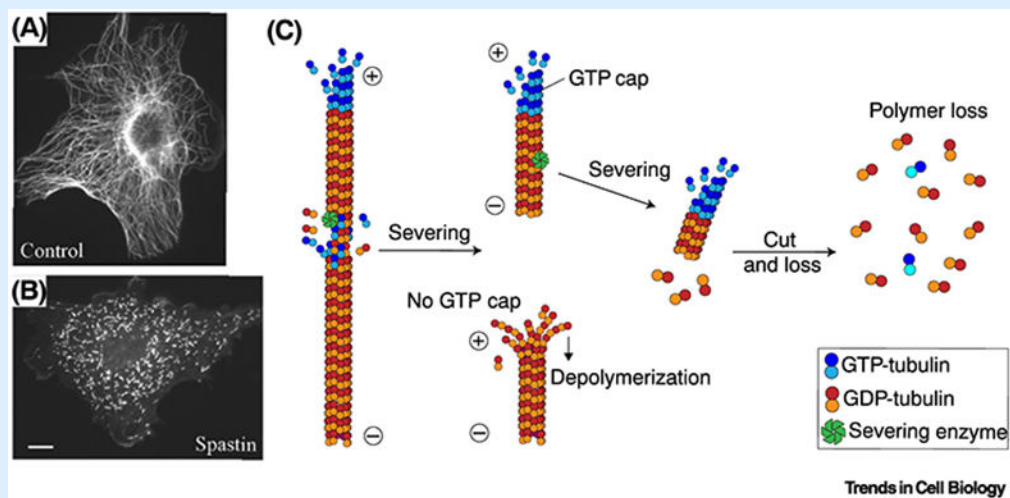 (A)
Control
(B)
Spastin
(C)
+
GTP cap
Severing
−
Severing
No GTP cap
+
Depolymerization
−
−
+
Cut
and loss
Polymer loss
GTP-tubulin
GDP-tubulin
Severing enzyme
Trends in Cell Biology